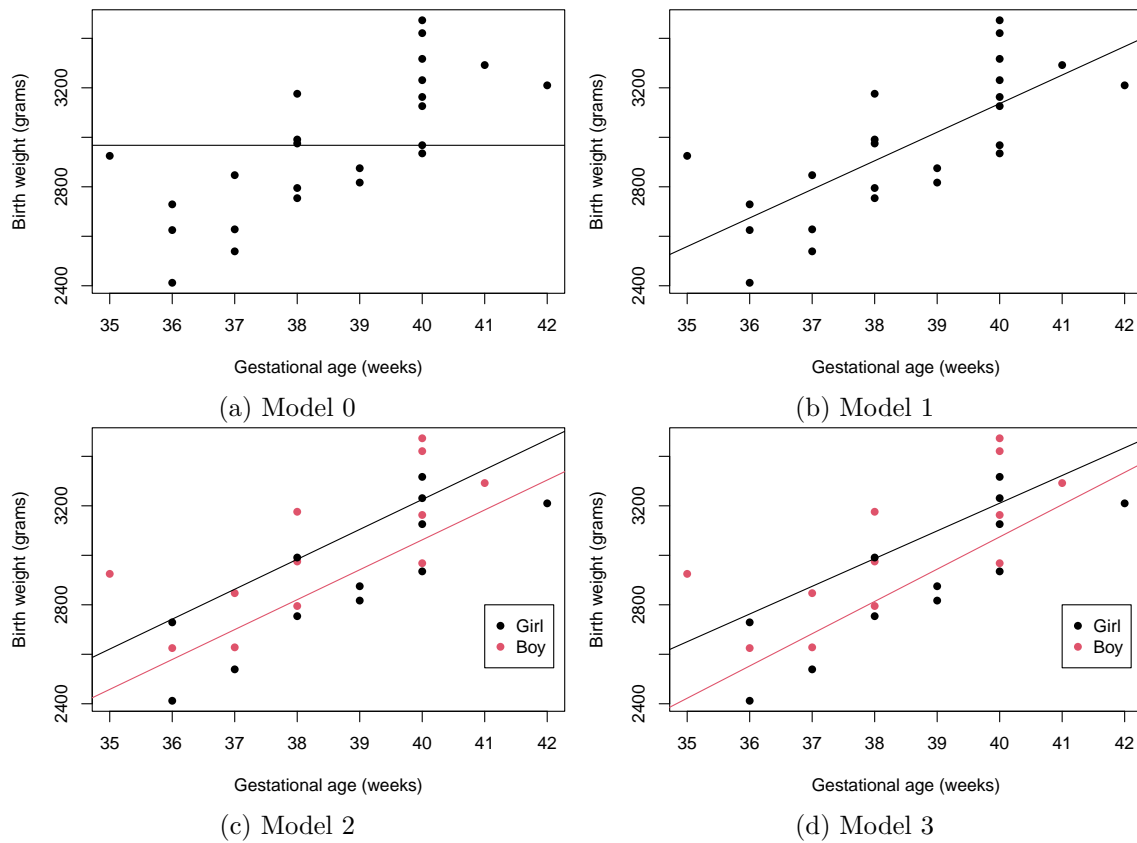 Birth weight (grams)
2400 2800 3200
35 36 37 38 39 40 41 42
Gestational age (weeks)
(a) Model 0
Birth weight (grams)
2400 2800 3200
35 36 37 38 39 40 41 42
Gestational age (weeks)
(b) Model 1
Birth weight (grams)
2400 2800 3200
Girl
Boy
35 36 37 38 39 40 41 42
Gestational age (weeks)
(c) Model 2
Birth weight (grams)
2400 2800 3200
Girl
Boy
35 36 37 38 39 40 41 42
Gestational age (weeks)
(d) Model 3